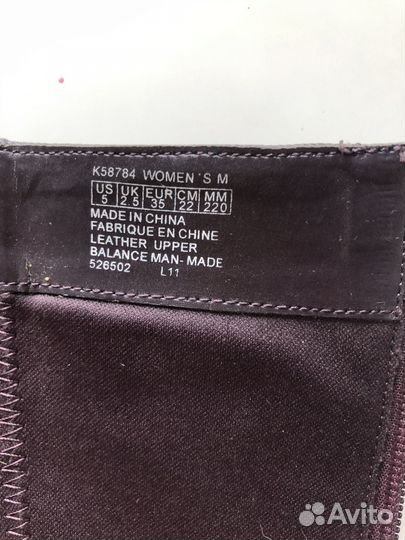 K58784 WOMEN'S M
US UK EUR CM MM
5 2.5 35 22 220
MADE IN CHINA
FABRIQUE EN CHINE
LEATHER UPPER
BALANCE MAN-MADE
526502 L11
Avito